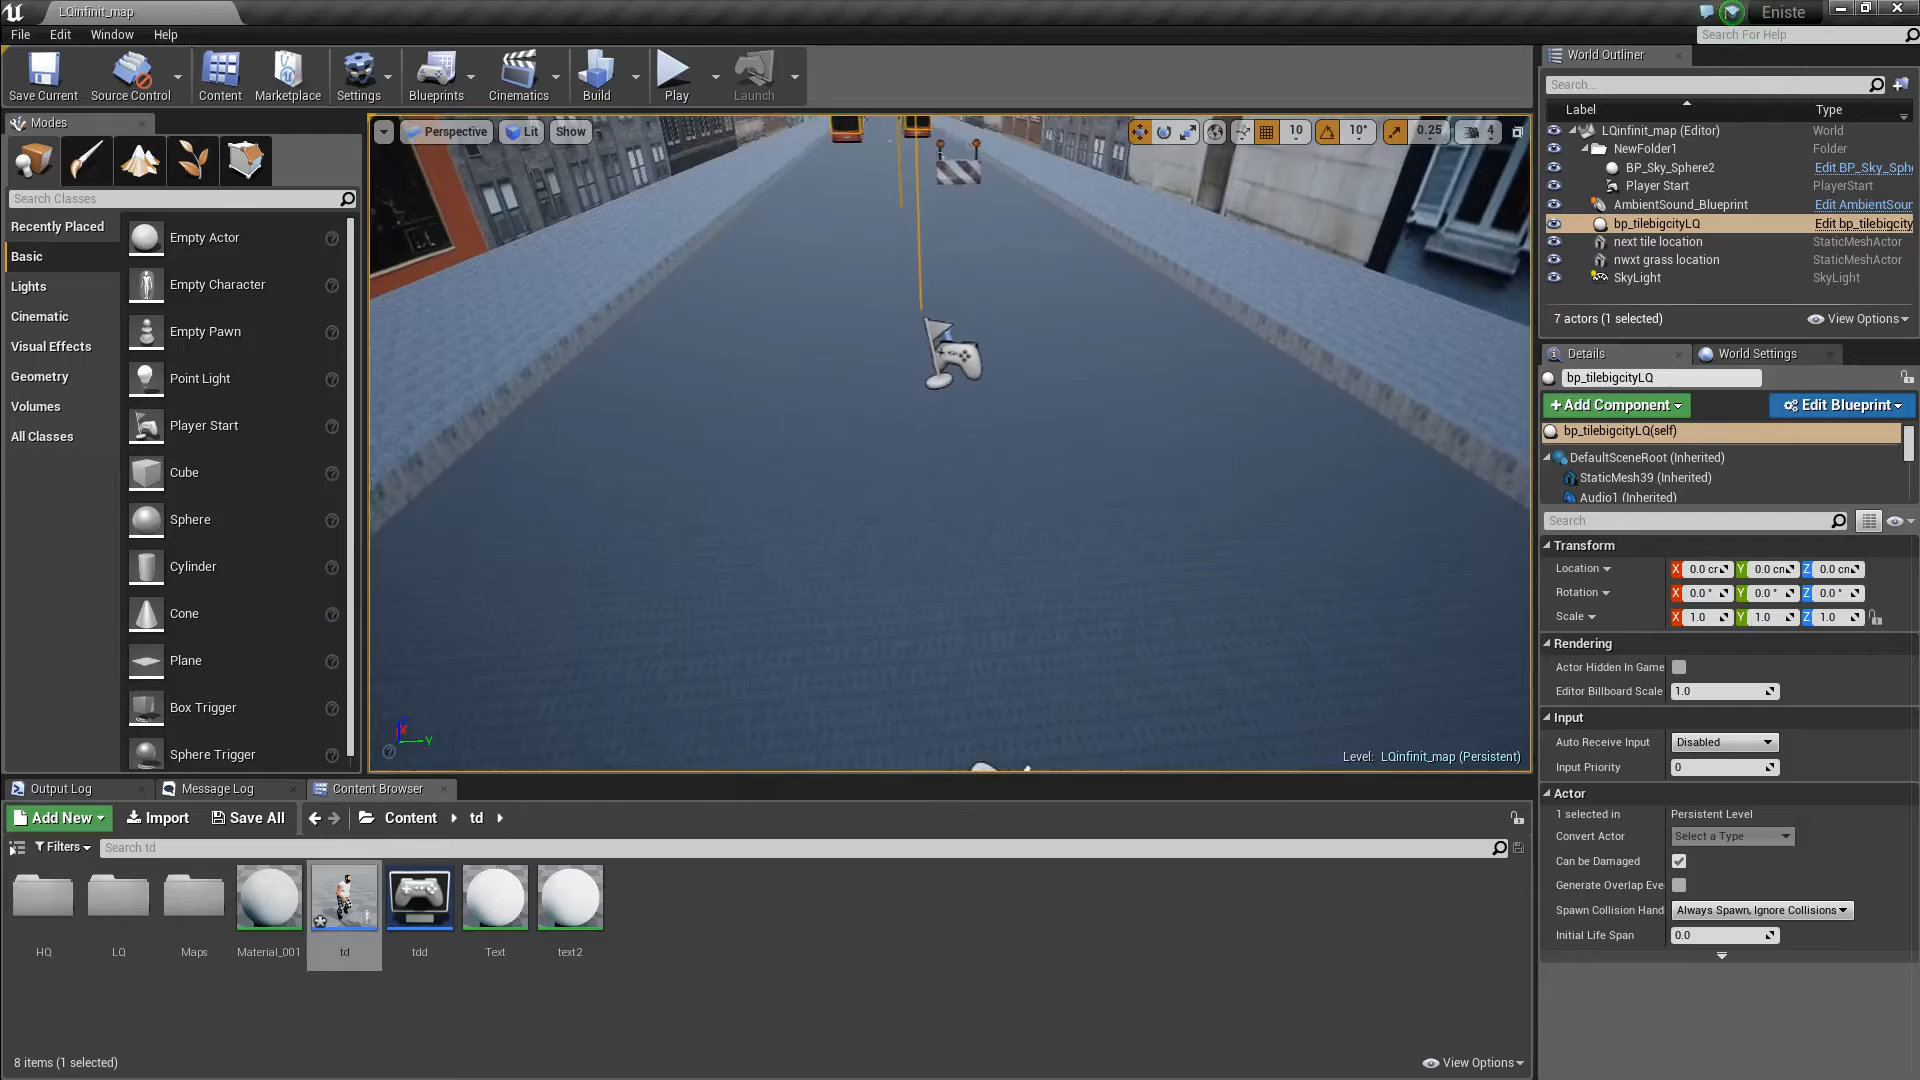 LQinfinit_map
Eniste
File Edit Window Help
Search For Help
Save Current
Source Control
Content
Marketplace
Settings
Blueprints
Cinematics
Build
Play
Launch
Modes
Search Classes
Recently Placed
Basic
Lights
Cinematic
Visual Effects
Geometry
Volumes
All Classes
Empty Actor
Empty Character
Empty Pawn
Point Light
Player Start
Cube
Sphere
Cylinder
Cone
Plane
Box Trigger
Sphere Trigger
Perspective Lit Show
10 10° 0.25 4
Y
Level: LQinfinit_map (Persistent)
World Outliner
Search...
Label Type
LQinfinit_map (Editor) World
NewFolder1 Folder
BP_Sky_Sphere2 Edit BP_Sky_Sph
Player Start PlayerStart
AmbientSound_Blueprint Edit AmbientSour
bp_tilebigcityLQ Edit bp_tilebigcity
next tile location StaticMeshActor
nwxt grass location StaticMeshActor
SkyLight SkyLight
7 actors (1 selected) View Options
Details World Settings
bp_tilebigcityLQ
+Add Component Edit Blueprint
bp_tilebigcityLQ(self)
DefaultSceneRoot (Inherited)
StaticMesh39 (Inherited)
Audio1 (Inherited)
Search
Transform
Location X 0.0 cr Y 0.0 cn Z 0.0 cn
Rotation X 0.0 ° Y 0.0 ° Z 0.0 °
Scale X 1.0 Y 1.0 Z 1.0
Rendering
Actor Hidden In Game
Editor Billboard Scale 1.0
Input
Auto Receive Input Disabled
Input Priority 0
Actor
1 selected in Persistent Level
Convert Actor Select a Type
Can be Damaged
Generate Overlap Eve
Spawn Collision Hand Always Spawn, Ignore Collisions
Initial Life Span 0.0
Output Log Message Log Content Browser
Add New Import Save All Content td
Filters Search td
HQ LQ Maps Material_001 td tdd Text text2
8 items (1 selected) View Options